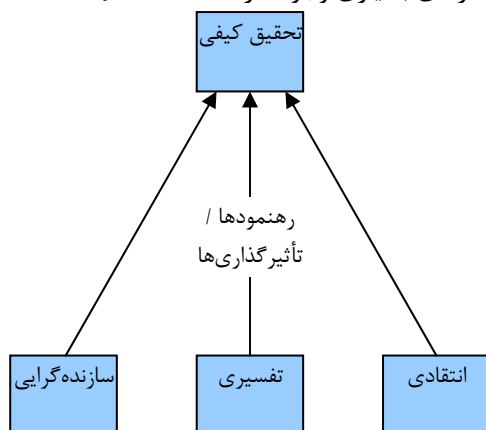 تحقیق کیفی
رهنمودها /
تأثیرگذاری‌ها
انتقادی
تفسیری
سازنده‌گرایی